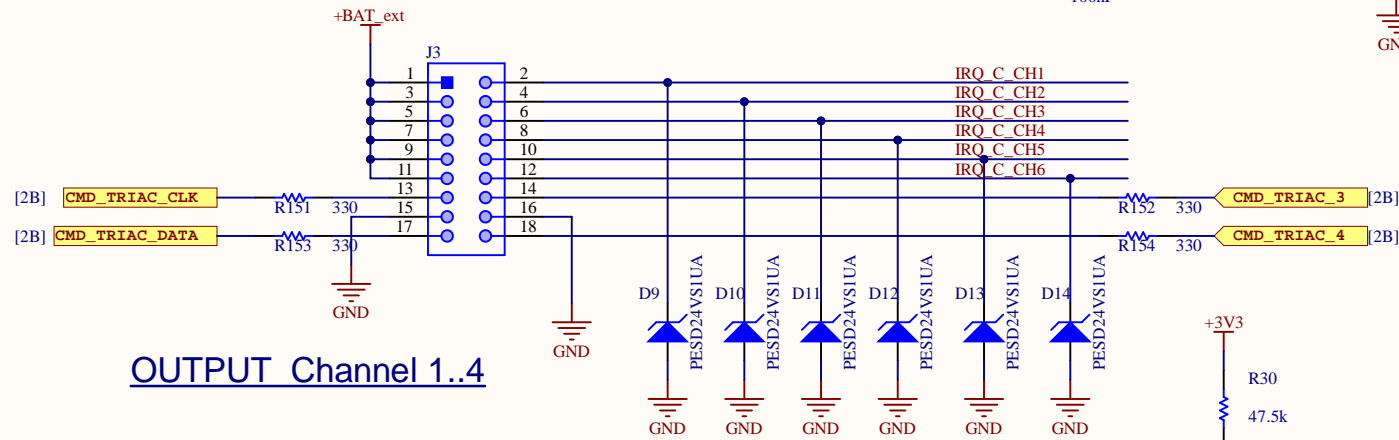 +BAT_ext
J3
1 2 IRQ_C_CH1
3 4 IRQ_C_CH2
5 6 IRQ_C_CH3
7 8 IRQ_C_CH4
9 10 IRQ_C_CH5
11 12 IRQ_C_CH6
[2B] CMD_TRIAC_CLK R151 330 13 14 R152 330 CMD_TRIAC_3 [2B]
15 16
[2B] CMD_TRIAC_DATA R153 330 17 18 R154 330 CMD_TRIAC_4 [2B]
GND
GND
D9 PESD24VS1UA
D10 PESD24VS1UA
D11 PESD24VS1UA
D12 PESD24VS1UA
D13 PESD24VS1UA
D14 PESD24VS1UA
GND GND GND GND GND GND
OUTPUT Channel 1..4
+3V3
R30
47.5k